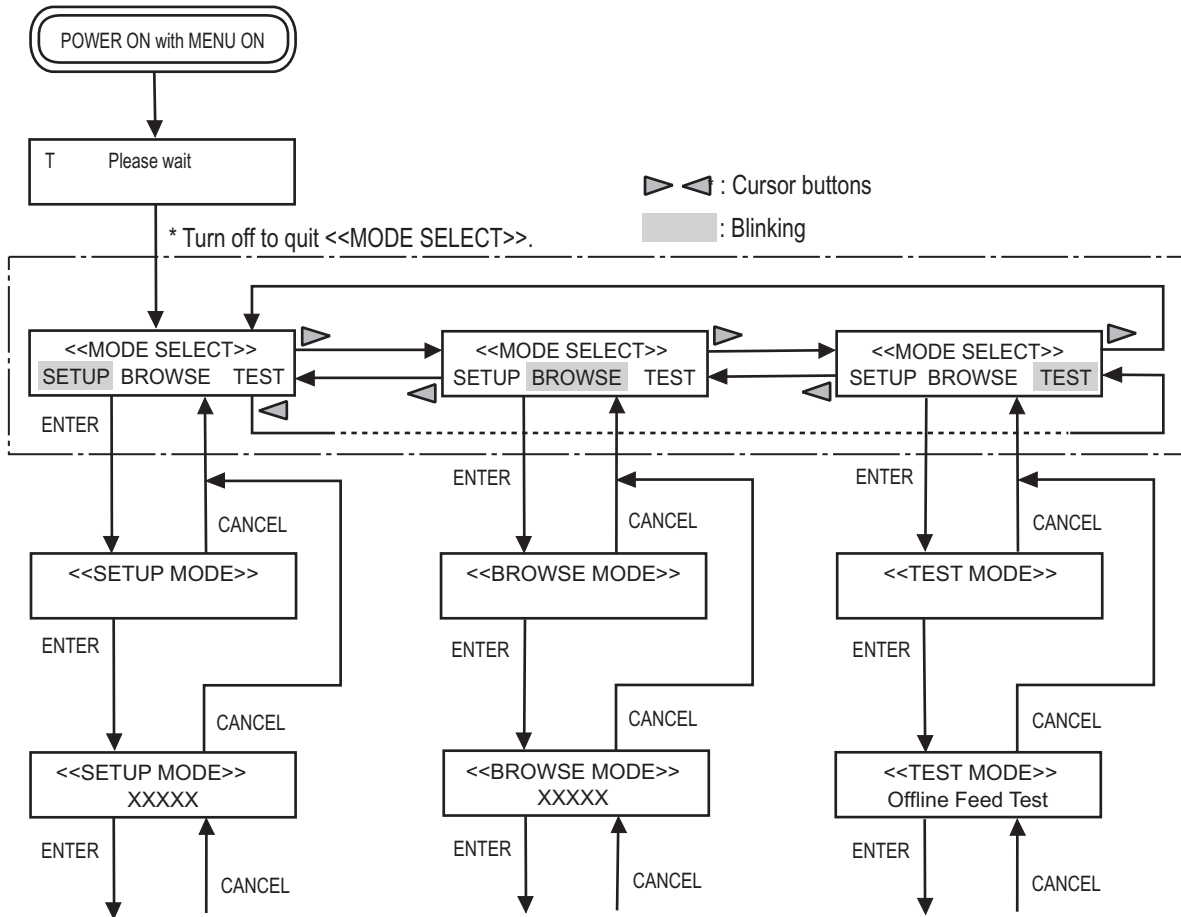 POWER ON with MENU ON
T Please wait
* : Cursor buttons
: Blinking
* Turn off to quit <<MODE SELECT>>.
<<MODE SELECT>>
SETUP BROWSE TEST
<<MODE SELECT>>
SETUP BROWSE TEST
<<MODE SELECT>>
SETUP BROWSE TEST
ENTER
ENTER
ENTER
CANCEL
CANCEL
CANCEL
<<SETUP MODE>>
<<BROWSE MODE>>
<<TEST MODE>>
ENTER
ENTER
ENTER
CANCEL
CANCEL
CANCEL
<<SETUP MODE>>
XXXXX
<<BROWSE MODE>>
XXXXX
<<TEST MODE>>
Offline Feed Test
ENTER
ENTER
ENTER
CANCEL
CANCEL
CANCEL